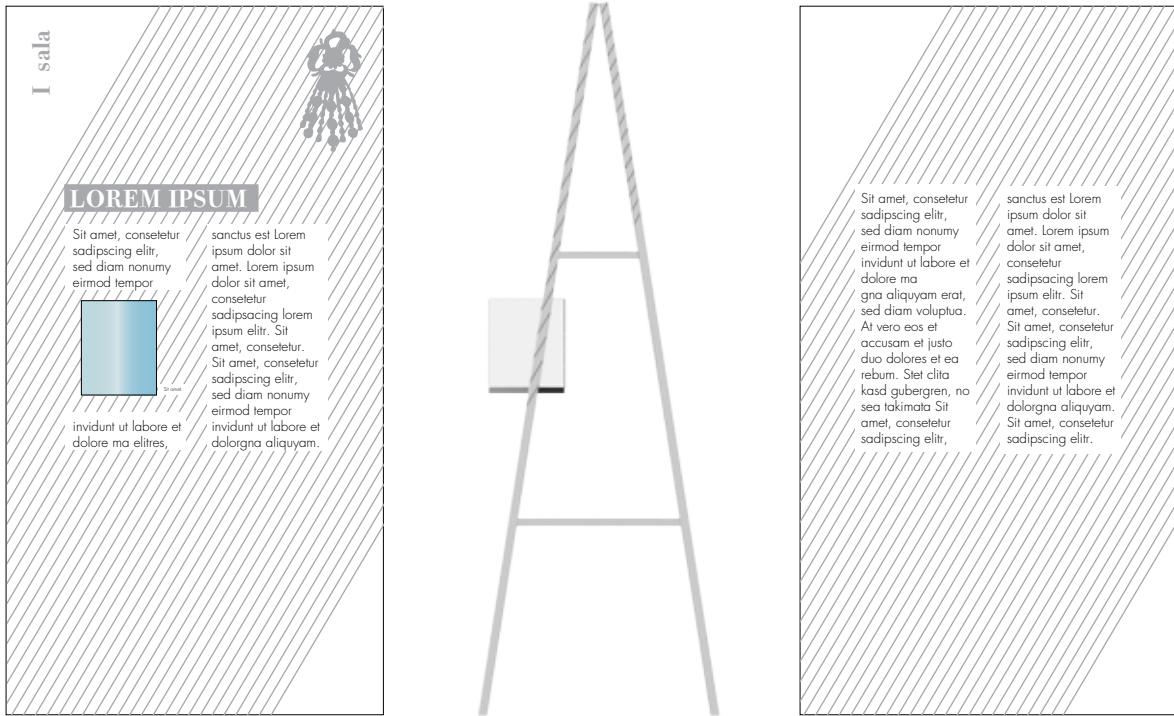 I sala
LOREM IPSUM
Sit amet, consetetur
sadipscing elitr,
sed diam nonumy
eirmod tempor
Sit amet
invidunt ut labore et
dolore ma elitres,
sanctus est Lorem
ipsum dolor sit
amet. Lorem ipsum
dolor sit amet,
consetetur
sadipsacing lorem
ipsum elitr. Sit
amet, consetetur.
Sit amet, consetetur
sadipscing elitr,
sed diam nonumy
eirmod tempor
invidunt ut labore et
dolorgna aliquyam.
Sit amet, consetetur
sadipscing elitr,
sed diam nonumy
eirmod tempor
invidunt ut labore et
dolore ma
gna aliquyam erat,
sed diam voluptua.
At vero eos et
accusam et justo
duo dolores et ea
rebum. Stet clita
kasd gubergren, no
sea takimata Sit
amet, consetetur
sadipscing elitr,
sanctus est Lorem
ipsum dolor sit
amet. Lorem ipsum
dolor sit amet,
consetetur
sadipsacing lorem
ipsum elitr. Sit
amet, consetetur.
Sit amet, consetetur
sadipscing elitr,
sed diam nonumy
eirmod tempor
invidunt ut labore et
dolorgna aliquyam.
Sit amet, consetetur
sadipscing elitr.